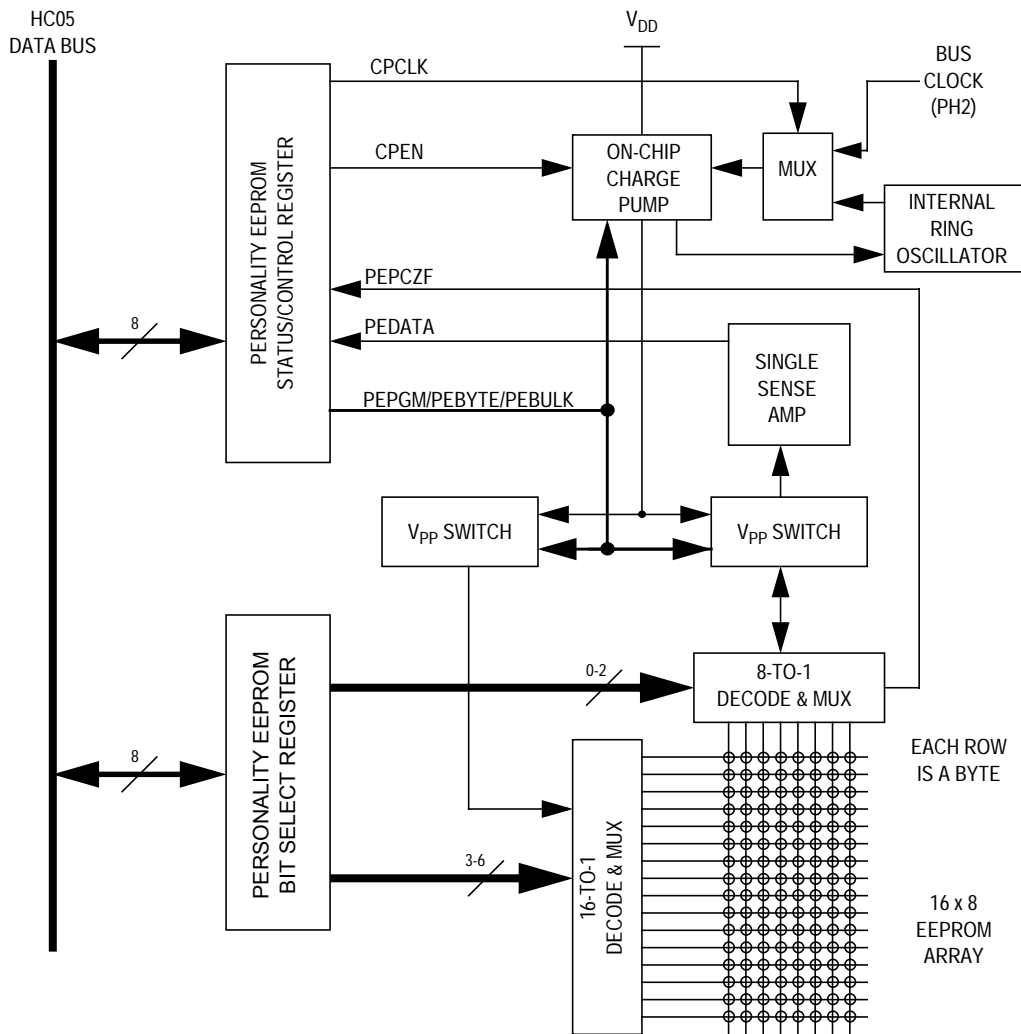 HC05
DATA BUS
V_DD
BUS
CLOCK
(PH2)
CPCLK
CPEN
ON-CHIP
CHARGE
PUMP
MUX
INTERNAL
RING
OSCILLATOR
PERSONALITY EEPROM
STATUS/CONTROL REGISTER
PEPCZF
PEDATA
8
SINGLE
SENSE
AMP
PEPGM/PEBYTE/PEBULK
V_PP SWITCH
V_PP SWITCH
PERSONALITY EEPROM
BIT SELECT REGISTER
0-2
8-TO-1
DECODE & MUX
8
EACH ROW
IS A BYTE
3-6
16-TO-1
DECODE & MUX
16 x 8
EEPROM
ARRAY